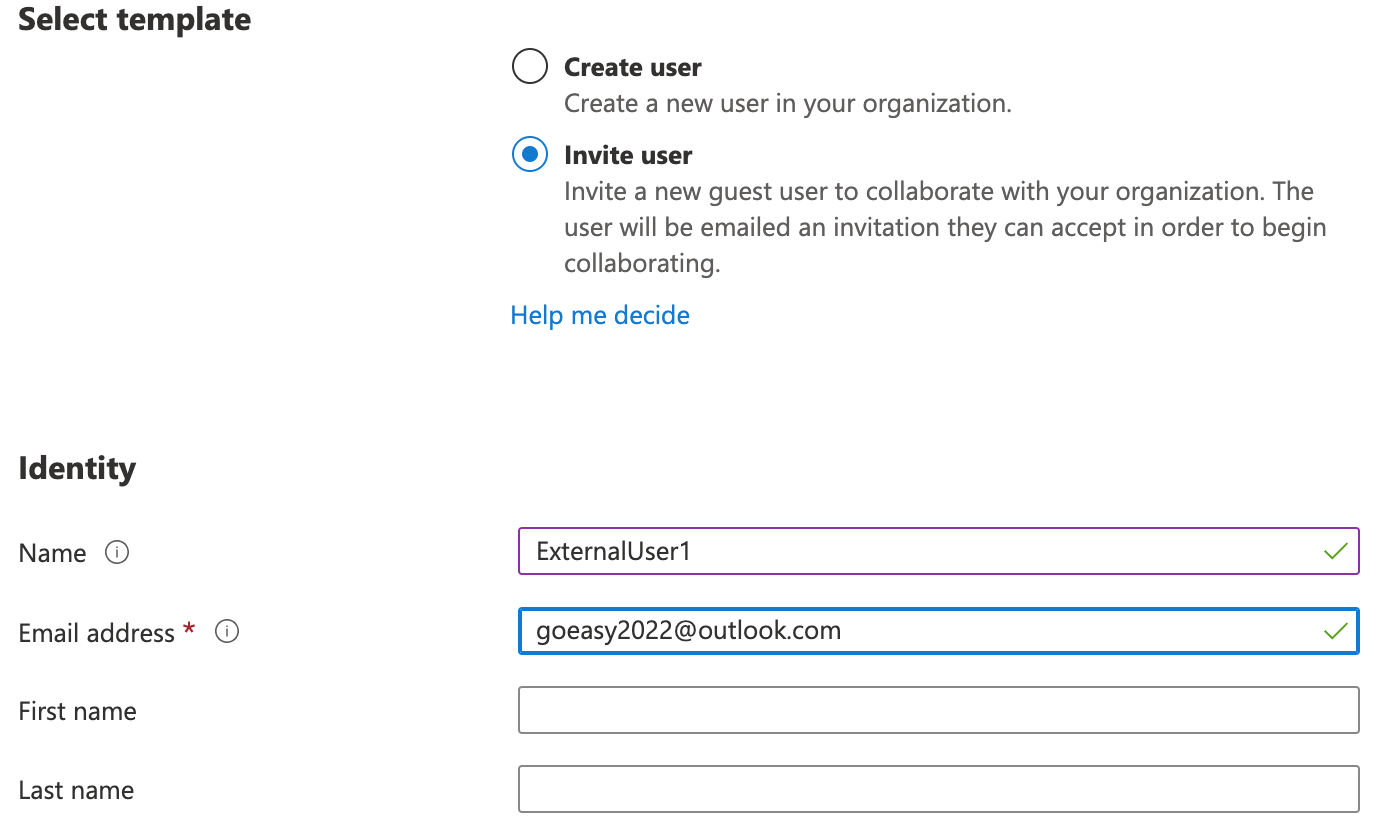 Select template
Create user
Create a new user in your organization.
Invite user
Invite a new guest user to collaborate with your organization. The
user will be emailed an invitation they can accept in order to begin
collaborating.
Help me decide
Identity
Name
ExternalUser1
Email address *
goeasy2022@outlook.com
First name
Last name